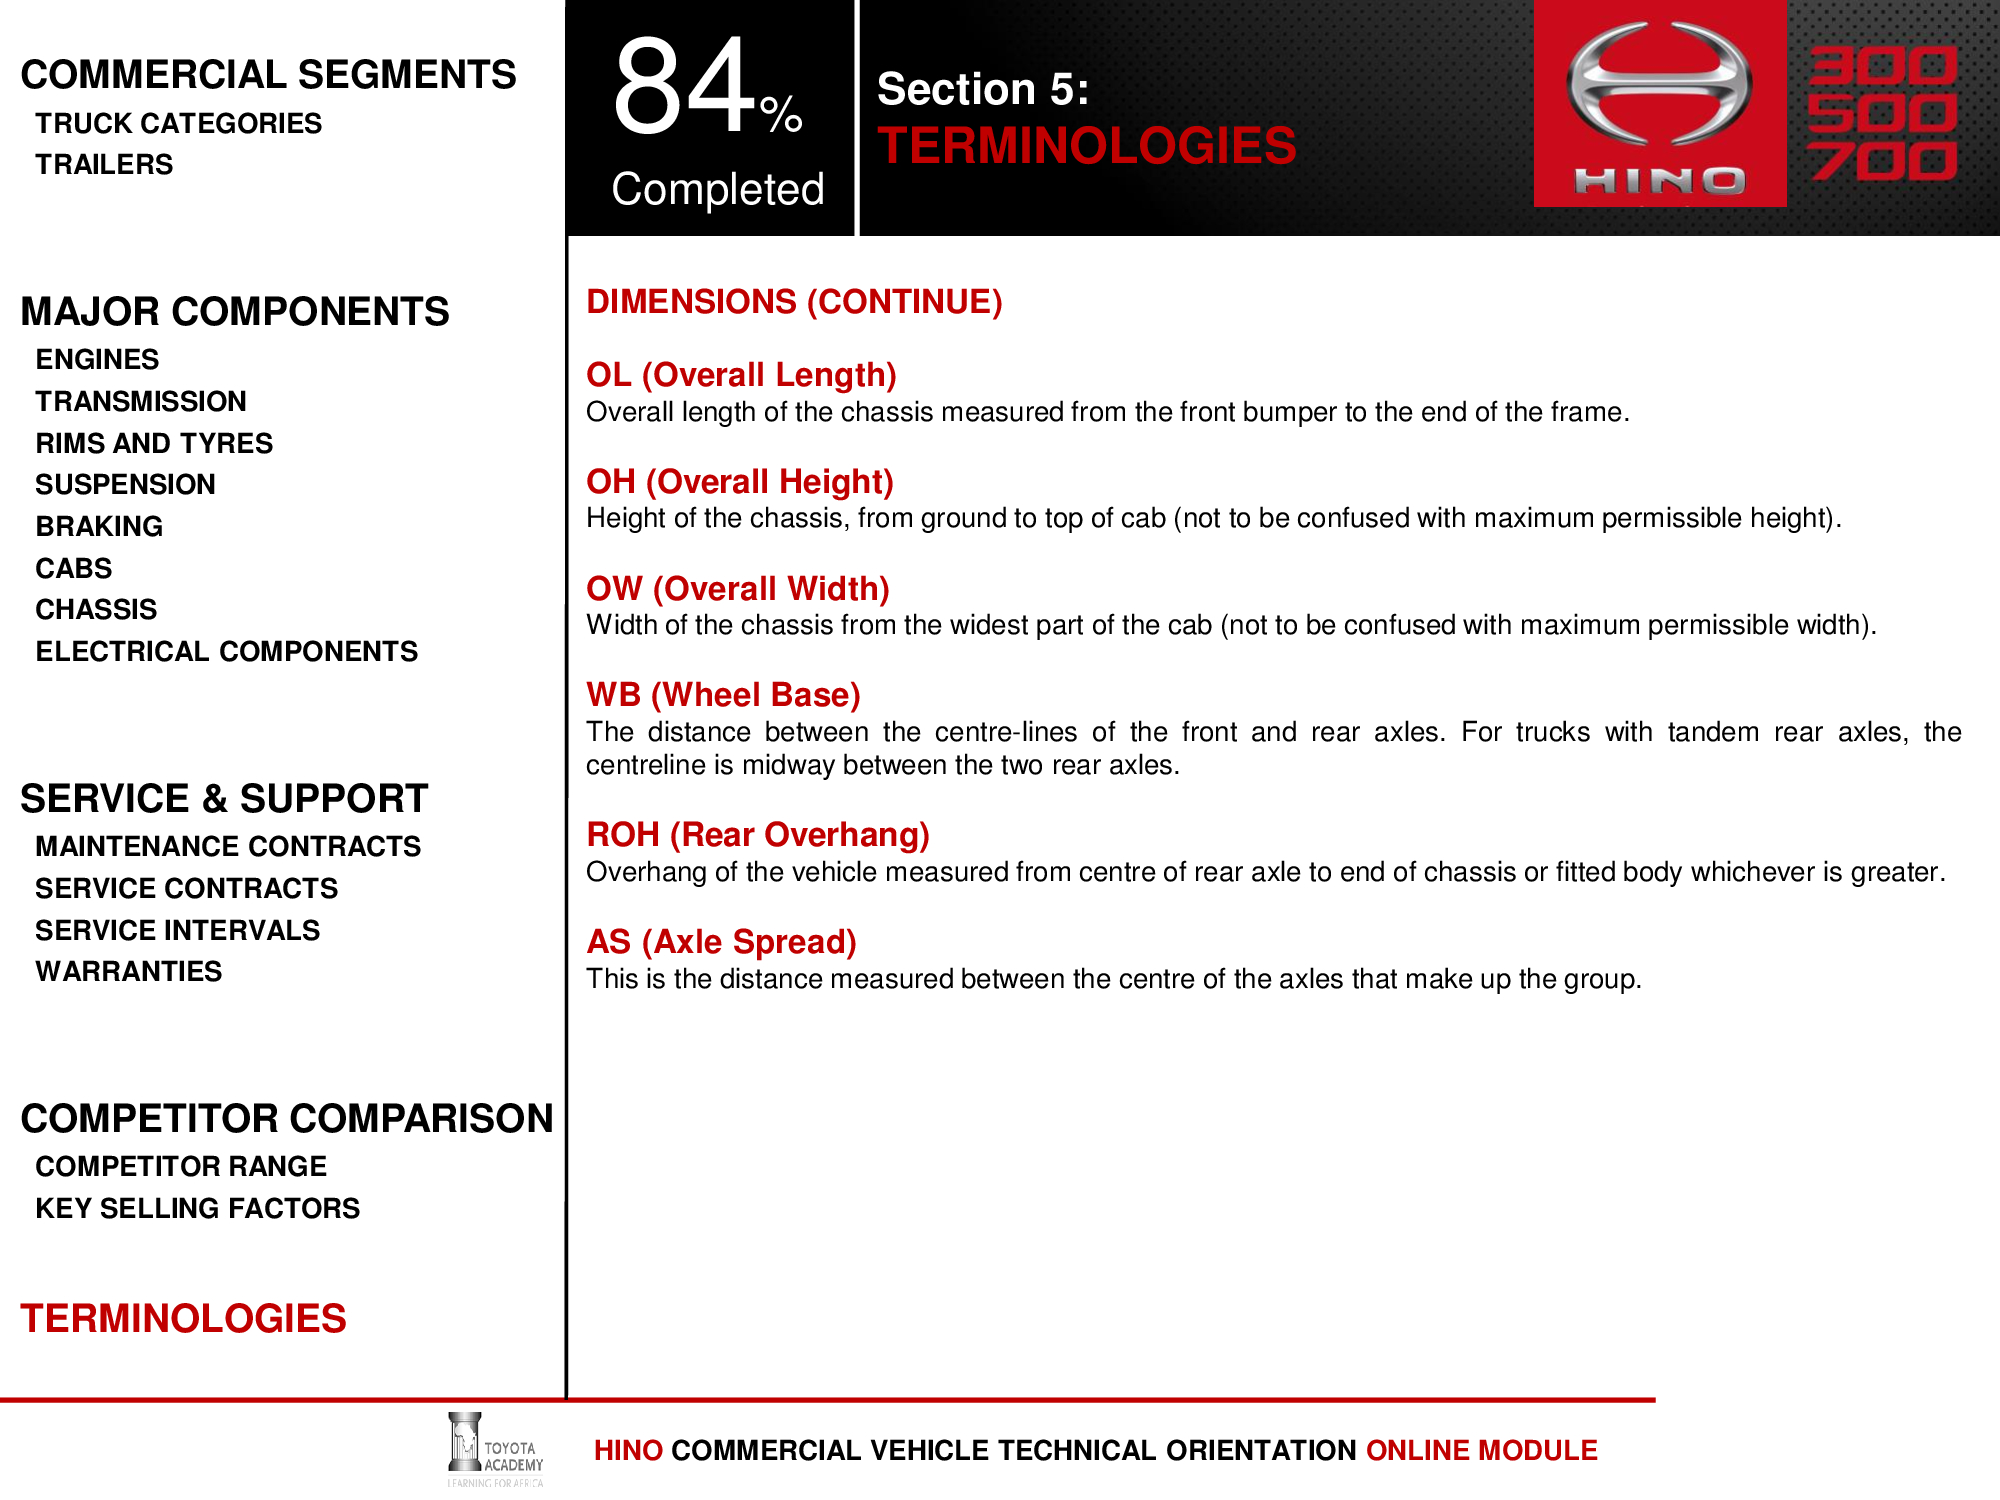 COMMERCIAL SEGMENTS
TRUCK CATEGORIES
TRAILERS
MAJOR COMPONENTS
ENGINES
TRANSMISSION
RIMS AND TYRES
SUSPENSION
BRAKING
CABS
CHASSIS
ELECTRICAL COMPONENTS
SERVICE & SUPPORT
MAINTENANCE CONTRACTS
SERVICE CONTRACTS
SERVICE INTERVALS
WARRANTIES
COMPETITOR COMPARISON
COMPETITOR RANGE
KEY SELLING FACTORS
TERMINOLOGIES
84%
Completed
Section 5:
TERMINOLOGIES
HINO
300
500
700
DIMENSIONS (CONTINUE)
OL (Overall Length)
Overall length of the chassis measured from the front bumper to the end of the frame.
OH (Overall Height)
Height of the chassis, from ground to top of cab (not to be confused with maximum permissible height).
OW (Overall Width)
Width of the chassis from the widest part of the cab (not to be confused with maximum permissible width).
WB (Wheel Base)
The distance between the centre-lines of the front and rear axles. For trucks with tandem rear axles, the
centreline is midway between the two rear axles.
ROH (Rear Overhang)
Overhang of the vehicle measured from centre of rear axle to end of chassis or fitted body whichever is greater.
AS (Axle Spread)
This is the distance measured between the centre of the axles that make up the group.
TOYOTA
ACADEMY
LEARNING FOR AFRICA
HINO COMMERCIAL VEHICLE TECHNICAL ORIENTATION ONLINE MODULE